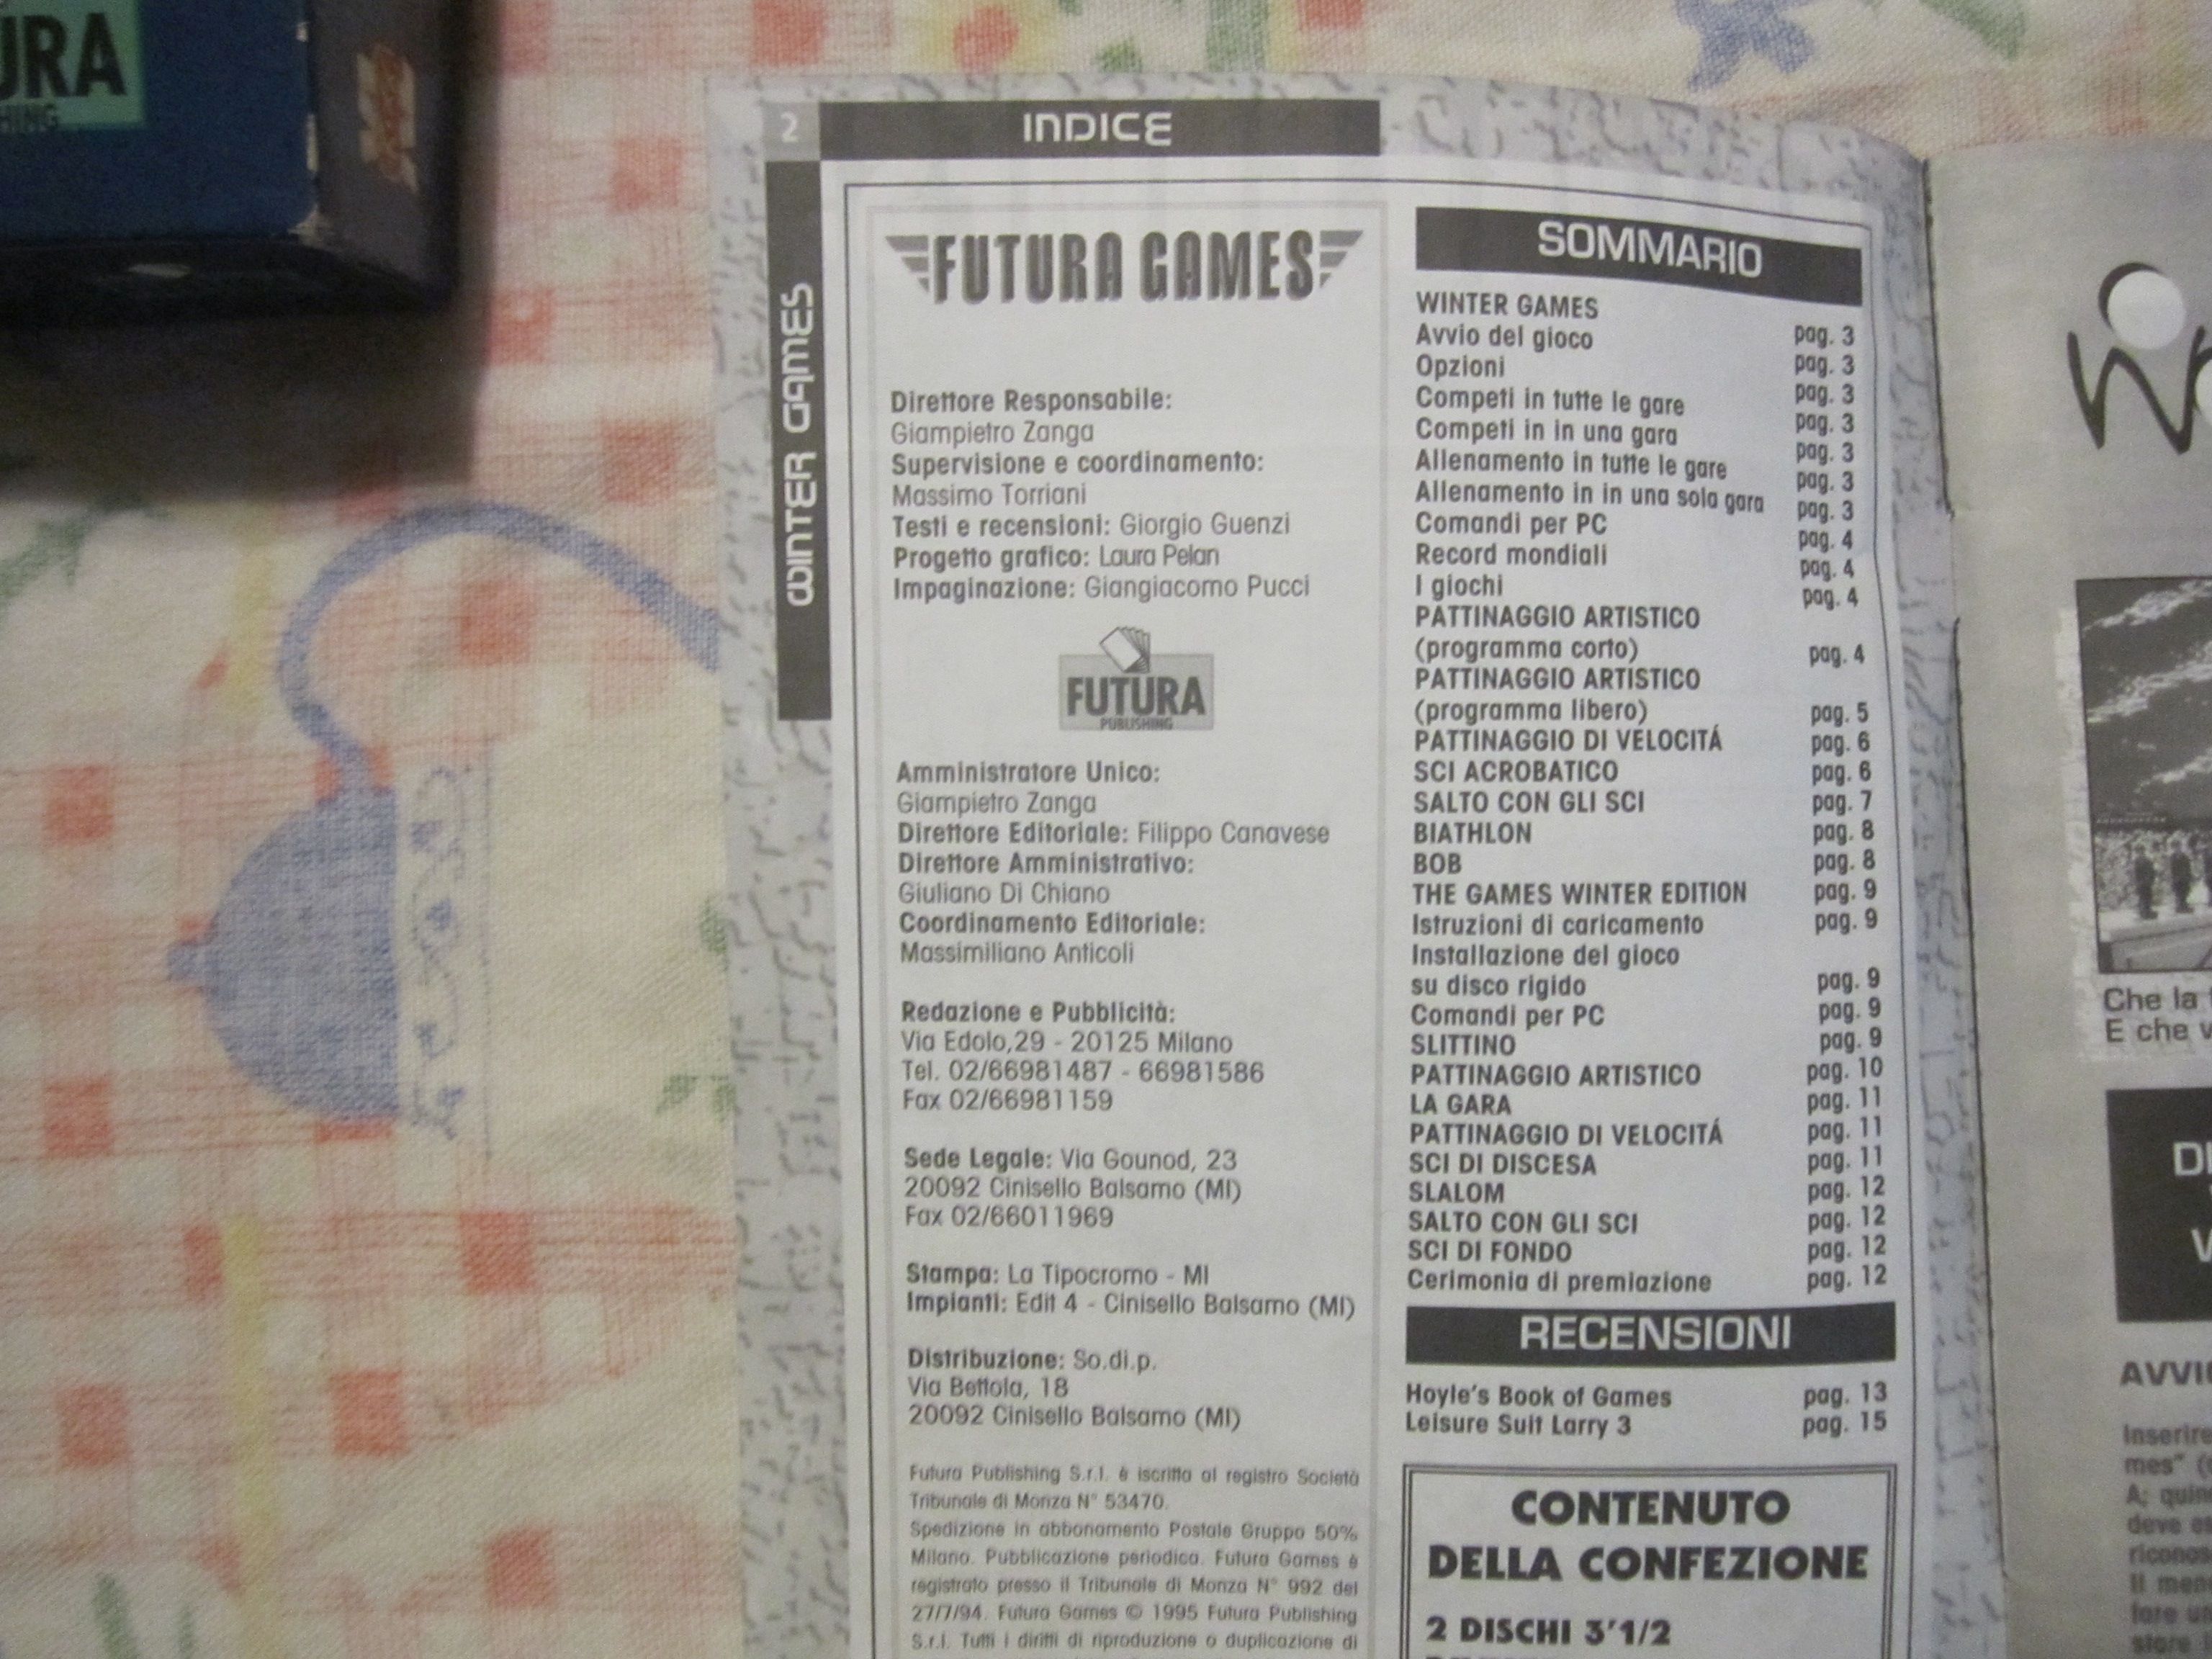 URA
HING
2
INDICE
WINTER GAMES
FUTURA GAMES
Direttore Responsabile:
Giampietro Zanga
Supervisione e coordinamento:
Massimo Torriani
Testi e recensioni: Giorgio Guenzi
Progetto grafico: Laura Pelan
Impaginazione: Giangiacomo Pucci
FUTURA
PUBLISHING
Amministratore Unico:
Giampietro Zanga
Direttore Editoriale: Filippo Canavese
Direttore Amministrativo:
Giuliano Di Chiano
Coordinamento Editoriale:
Massimiliano Anticoli
Redazione e Pubblicità:
Via Edolo,29 - 20125 Milano
Tel. 02/66981487 - 66981586
Fax 02/66981159
Sede Legale: Via Gounod, 23
20092 Cinisello Balsamo (MI)
Fax 02/66011969
Stampa: La Tipocromo - MI
Impianti: Edit 4 - Cinisello Balsamo (MI)
Distribuzione: So.di.p.
Via Bettola, 18
20092 Cinisello Balsamo (MI)
Futura Publishing S.r.l. è iscritta al registro Società
Tribunale di Monza N° 53470.
Spedizione in abbonamento Postale Gruppo 50%
Milano. Pubblicazione periodica. Futura Games è
registrato presso il Tribunale di Monza N° 992 del
27/7/94. Futura Games © 1995 Futura Publishing
S.r.l. Tutti i diritti di riproduzione o duplicazione di
SOMMARIO
WINTER GAMES
Avvio del gioco pag. 3
Opzioni pag. 3
Competi in tutte le gare pag. 3
Competi in in una gara pag. 3
Allenamento in tutte le gare pag. 3
Allenamento in in una sola gara pag. 3
Comandi per PC pag. 3
Record mondiali pag. 4
I giochi pag. 4
PATTINAGGIO ARTISTICO pag. 4
(programma corto) pag. 4
PATTINAGGIO ARTISTICO
(programma libero) pag. 5
PATTINAGGIO DI VELOCITÁ pag. 6
SCI ACROBATICO pag. 6
SALTO CON GLI SCI pag. 7
BIATHLON pag. 8
BOB pag. 8
THE GAMES WINTER EDITION pag. 9
Istruzioni di caricamento pag. 9
Installazione del gioco
su disco rigido pag. 9
Comandi per PC pag. 9
SLITTINO pag. 9
PATTINAGGIO ARTISTICO pag. 10
LA GARA pag. 11
PATTINAGGIO DI VELOCITÁ pag. 11
SCI DI DISCESA pag. 11
SLALOM pag. 12
SALTO CON GLI SCI pag. 12
SCI DI FONDO pag. 12
Cerimonia di premiazione pag. 12
RECENSIONI
Hoyle's Book of Games pag. 13
Leisure Suit Larry 3 pag. 15
CONTENUTO
DELLA CONFEZIONE
2 DISCHI 3'1/2
Che la
E che v
AVVI
Inserire
mes" (
A; quin
deve es
ricono
Il men
fare u
store